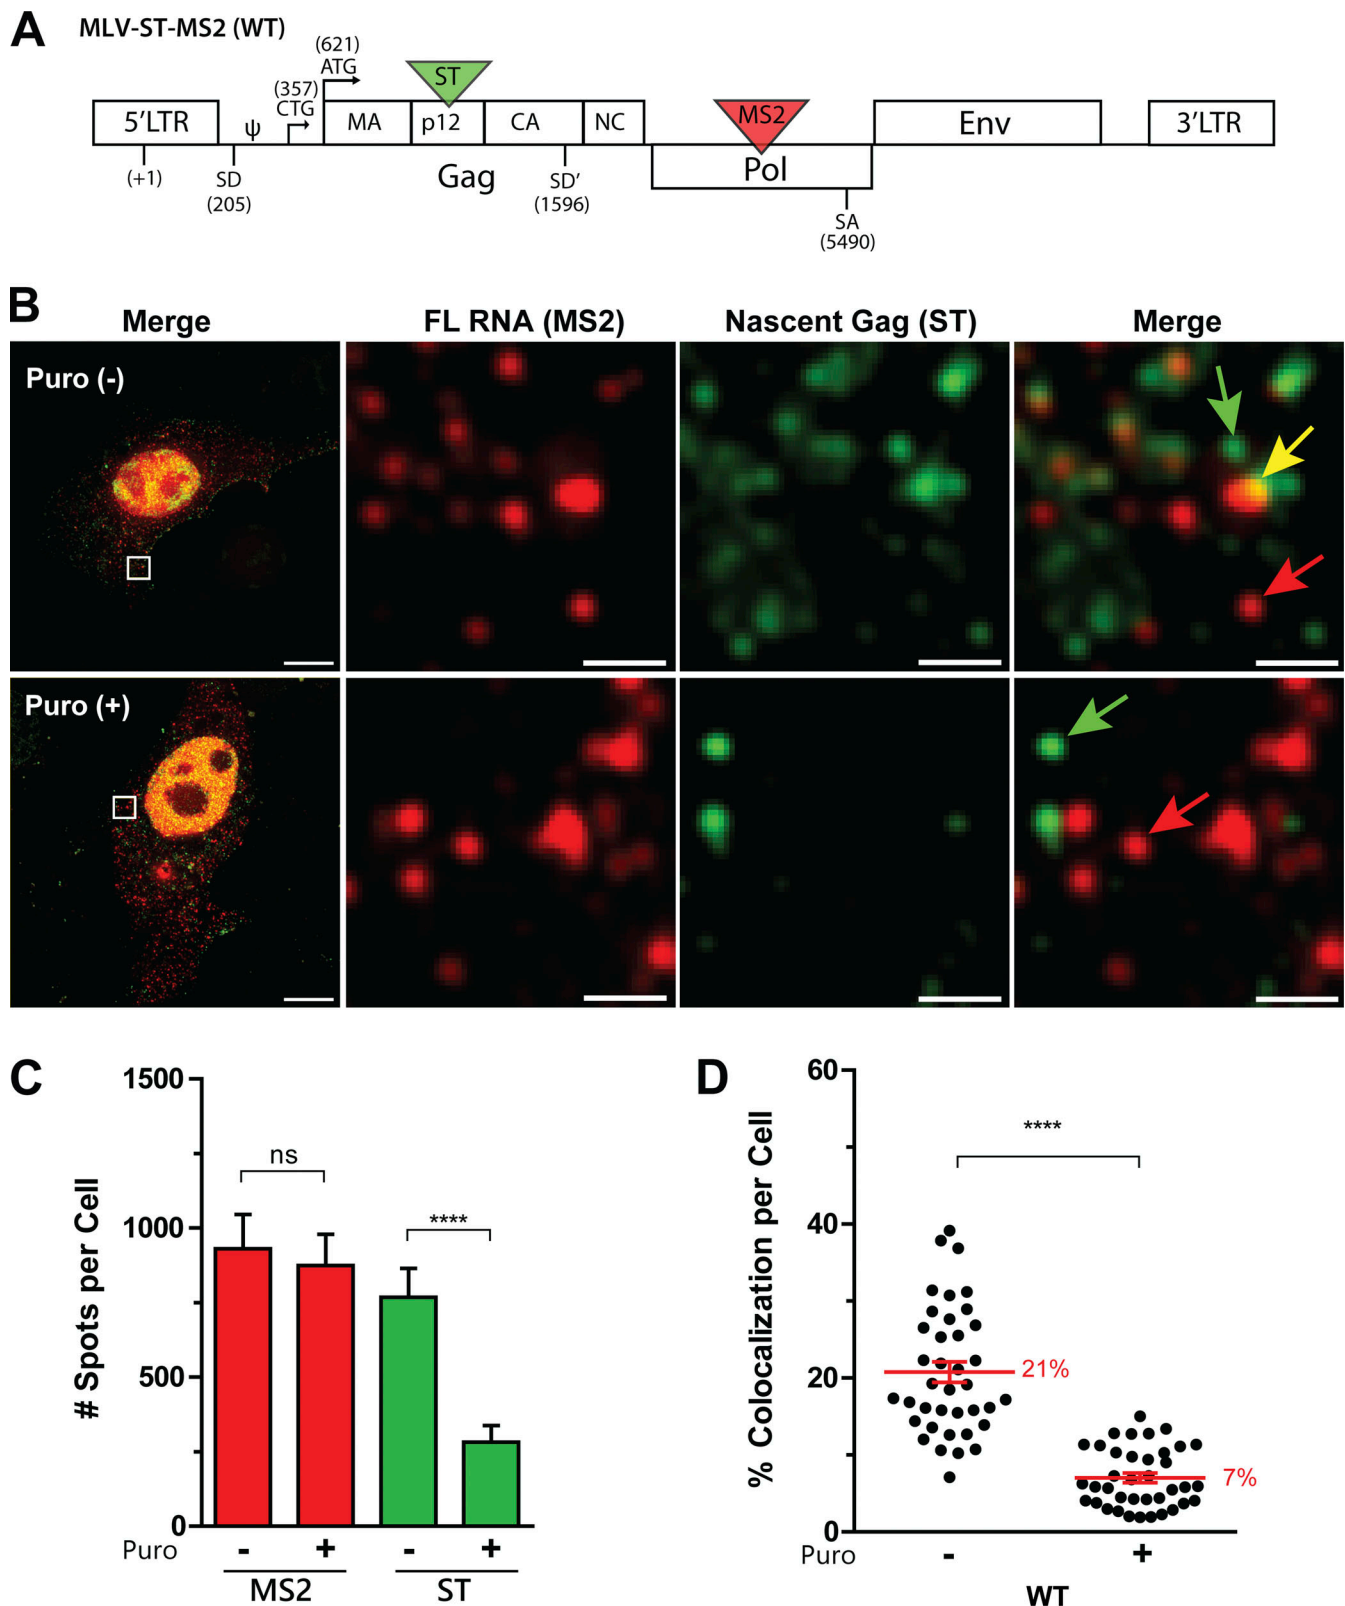 A
MLV-ST-MS2 (WT)
(621)
ATG
(357)
CTG
ST
MS2
5'LTR
ψ
MA
p12
CA
NC
Env
3'LTR
Pol
Gag
(+1)
SD
(205)
SD'
(1596)
SA
(5490)
B
Merge
FL RNA (MS2)
Nascent Gag (ST)
Merge
Puro (-)
Puro (+)
C
# Spots per Cell
1500
1000
500
0
ns
****
Puro
- + - +
MS2
ST
D
% Colocalization per Cell
60
40
20
0
****
21%
7%
Puro
- +
WT